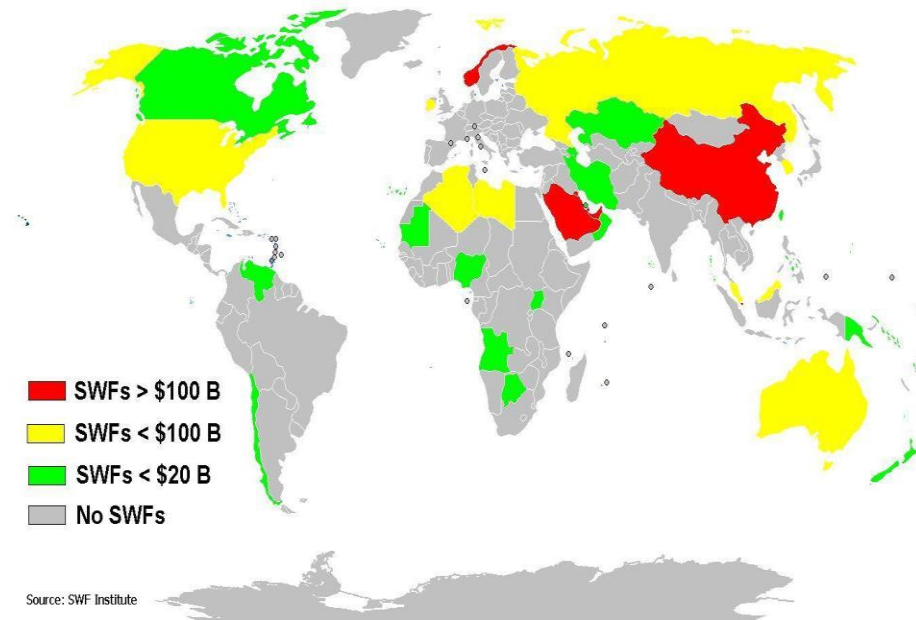 SWFs > $100 B
SWFs < $100 B
SWFs < $20 B
No SWFs
Source: SWF Institute